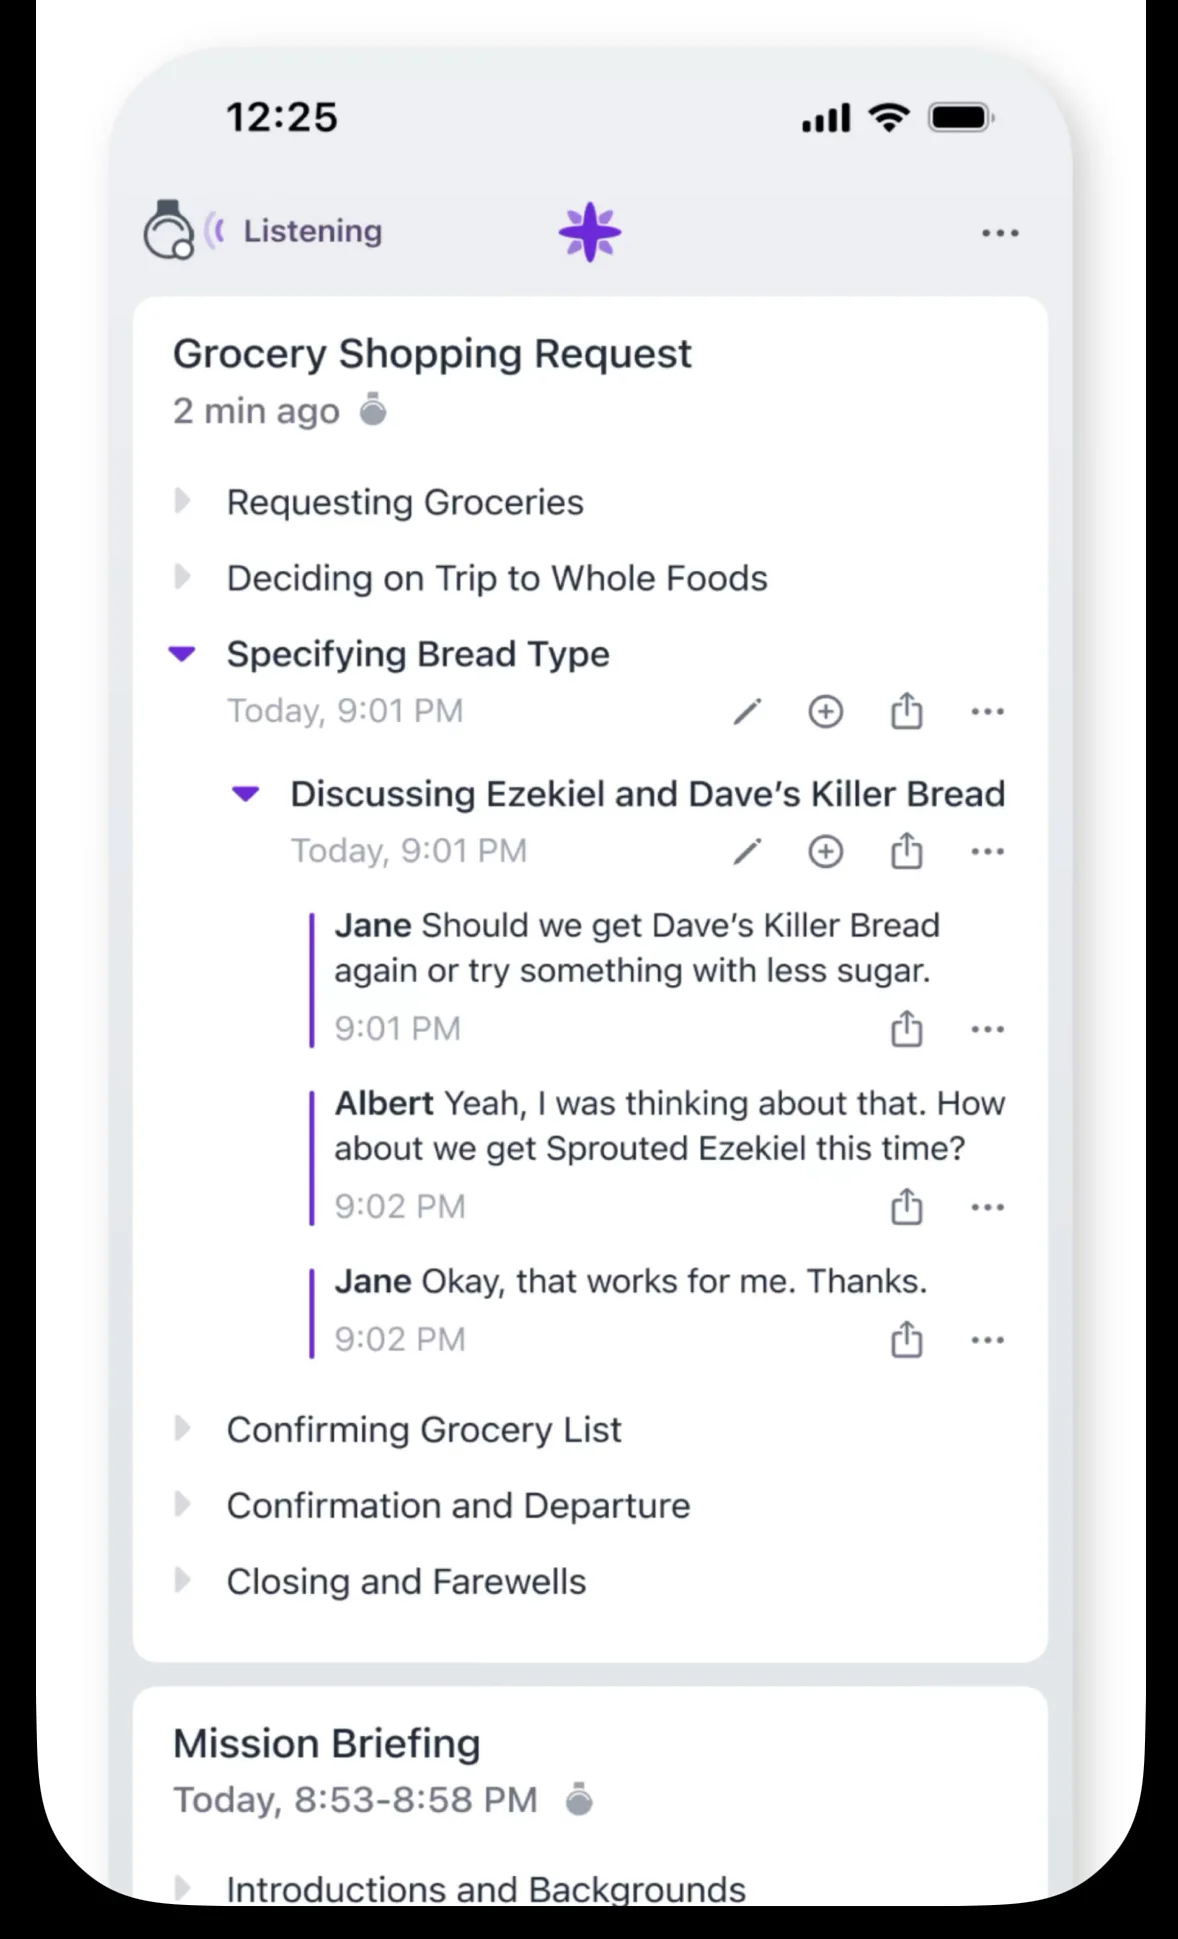 12:25
Listening
Grocery Shopping Request
2 min ago
Requesting Groceries
Deciding on Trip to Whole Foods
Specifying Bread Type
Today, 9:01 PM
Discussing Ezekiel and Dave’s Killer Bread
Today, 9:01 PM
Jane Should we get Dave’s Killer Bread
again or try something with less sugar.
9:01 PM
Albert Yeah, I was thinking about that. How
about we get Sprouted Ezekiel this time?
9:02 PM
Jane Okay, that works for me. Thanks.
9:02 PM
Confirming Grocery List
Confirmation and Departure
Closing and Farewells
Mission Briefing
Today, 8:53-8:58 PM
Introductions and Backgrounds